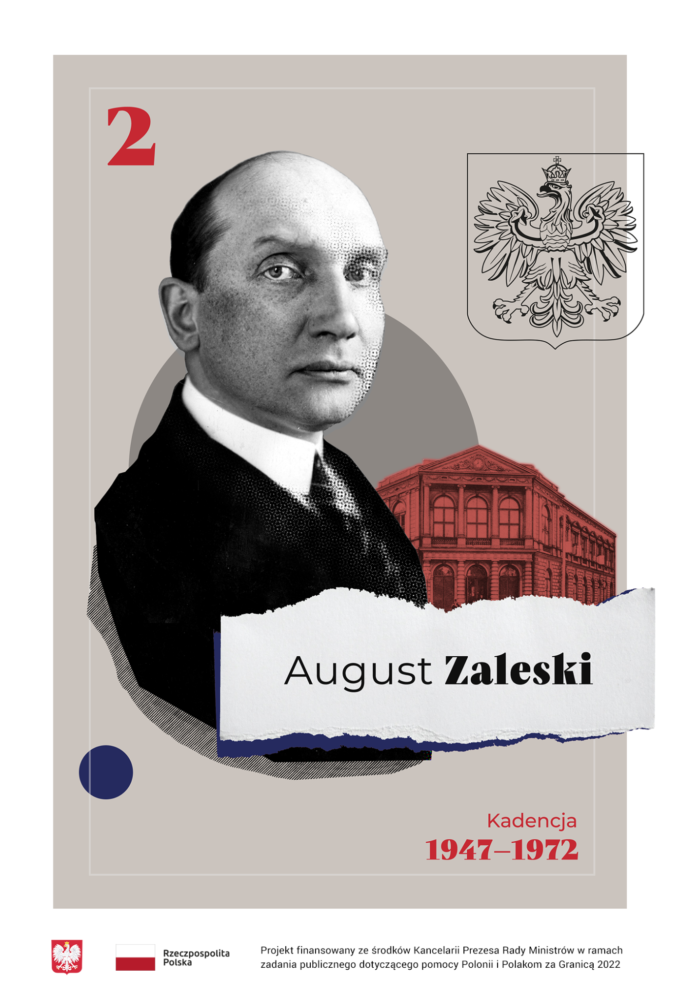 2
August Zaleski
Kadencja
1947–1972
Rzeczpospolita
Polska
Projekt finansowany ze środków Kancelarii Prezesa Rady Ministrów w ramach
zadania publicznego dotyczącego pomocy Polonii i Polakom za Granicą 2022